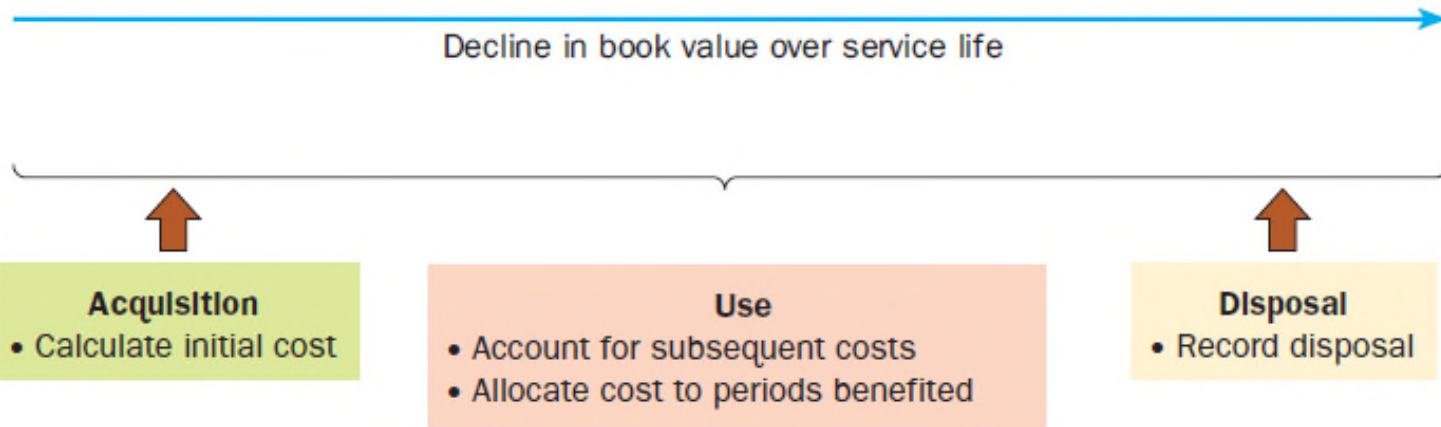 Decline in book value over service life
Acquisition
• Calculate initial cost
Use
• Account for subsequent costs
• Allocate cost to periods benefited
Disposal
• Record disposal